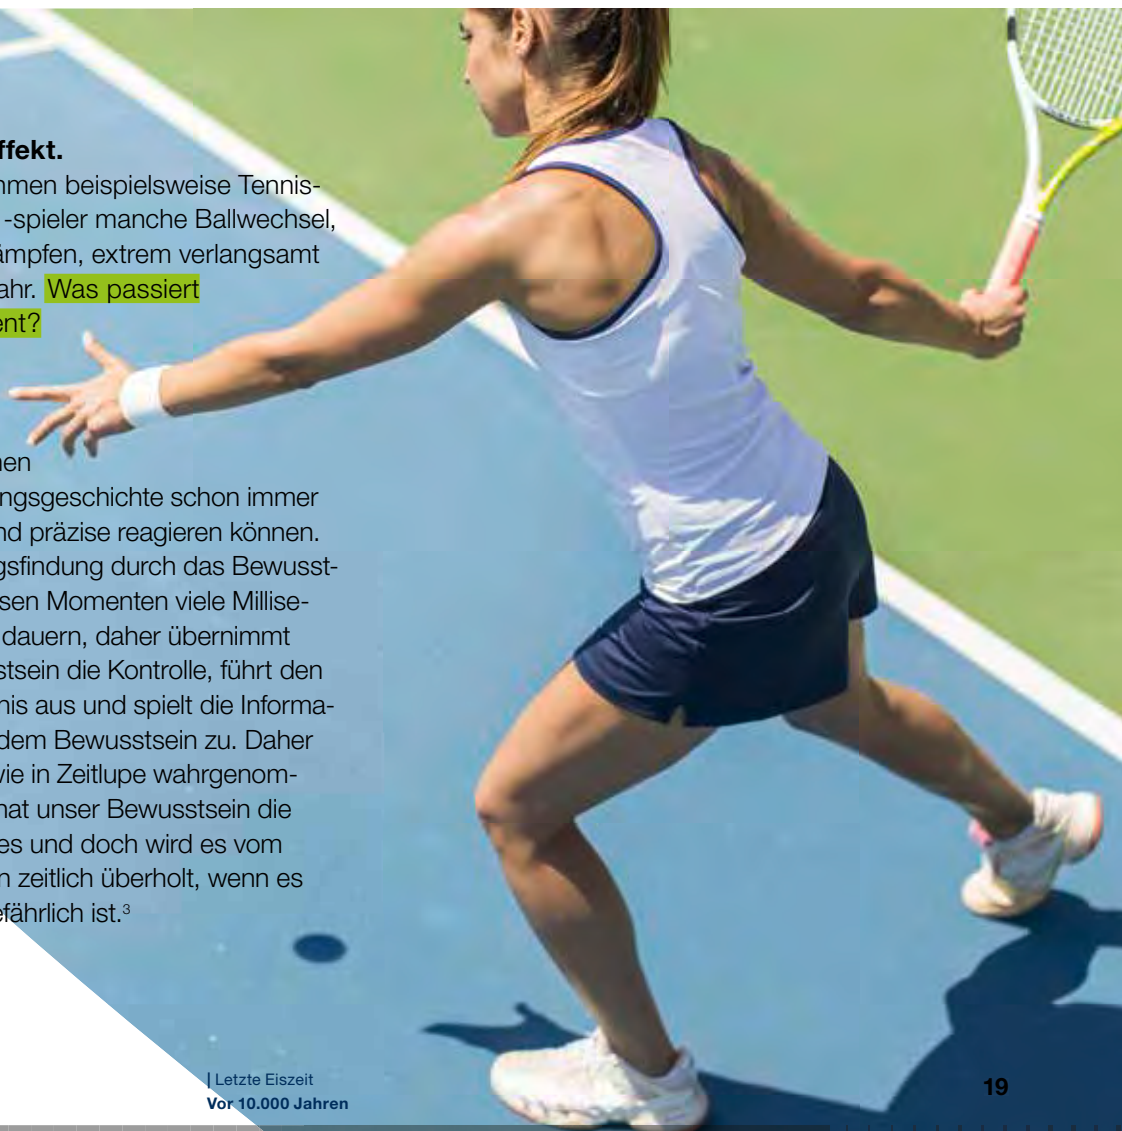 ffekt.
hmen beispielsweise Tennis-
-spieler manche Ballwechsel,
ämpfen, extrem verlangsamt
ahr. Was passiert
ent?
nen
ngsgeschichte schon immer
nd präzise reagieren können.
gsfindung durch das Bewusst-
sen Momenten viele Millise-
dauern, daher übernimmt
stsein die Kontrolle, führt den
nis aus und spielt die Informa-
dem Bewusstsein zu. Daher
wie in Zeitlupe wahrgenom-
hat unser Bewusstsein die
es und doch wird es vom
n zeitlich überholt, wenn es
efährlich ist.³
| Letzte Eiszeit
Vor 10.000 Jahren
19